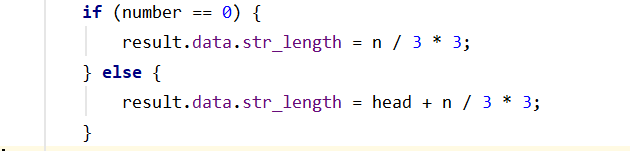 if (number == 0) {
result.data.str_length = n / 3 * 3;
} else {
result.data.str_length = head + n / 3 * 3;
}